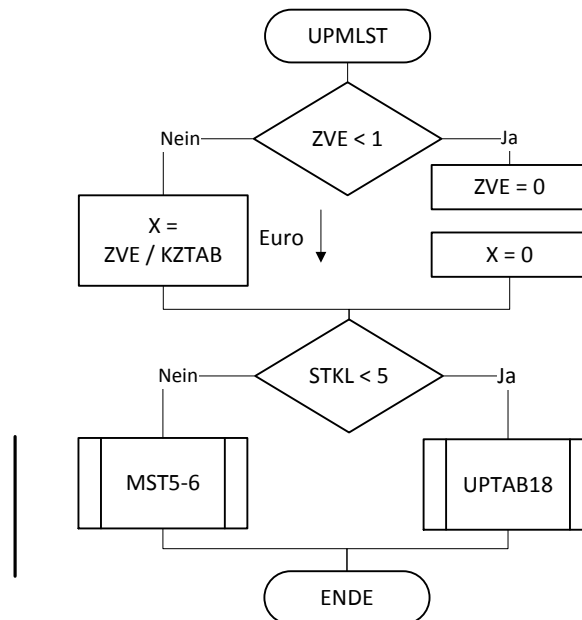 UPMLST
ZVE < 1
Nein
Ja
ZVE = 0
X =
ZVE / KZTAB
Euro
X = 0
STKL < 5
Nein
Ja
MST5-6
UPTAB18
ENDE